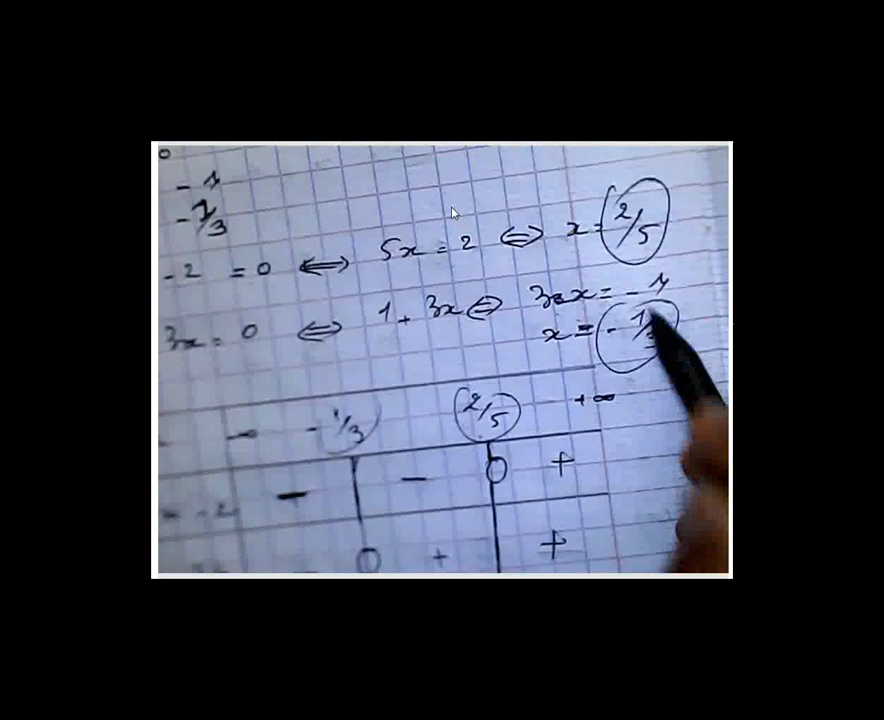 - 1
- 1/3
- 2 = 0 ⟺ 5x = 2 ⟺ x = 2/5
3x = 0 ⟺ 1 + 3x ⟺ 3x = - 1
x = - 1/3
- ∞ - 1/3 2/5 + ∞
x - 2 - - 0 +
0 + +